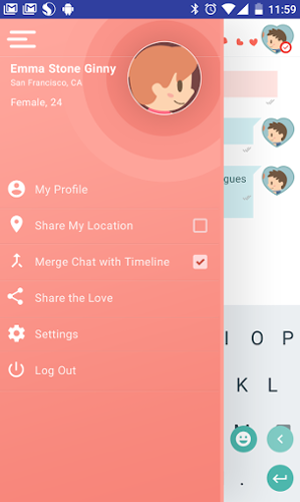 11:59
Emma Stone Ginny
San Francisco, CA
Female, 24
My Profile
Share My Location
Merge Chat with Timeline
Share the Love
Settings
Log Out
gues
I O P
K L
.